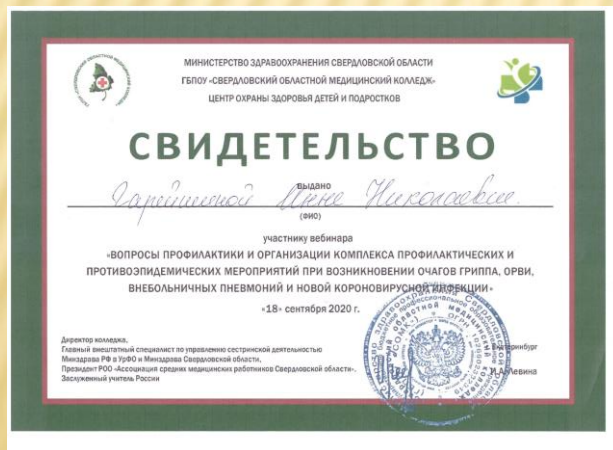 МИНИСТЕРСТВО ЗДРАВООХРАНЕНИЯ СВЕРДЛОВСКОЙ ОБЛАСТИ
ГБПОУ «СВЕРДЛОВСКИЙ ОБЛАСТНОЙ МЕДИЦИНСКИЙ КОЛЛЕДЖ»
ЦЕНТР ОХРАНЫ ЗДОРОВЬЯ ДЕТЕЙ И ПОДРОСТКОВ
СВИДЕТЕЛЬСТВО
выдано
Инне Николаевне
(ФИО)
участнику вебинара
«ВОПРОСЫ ПРОФИЛАКТИКИ И ОРГАНИЗАЦИИ КОМПЛЕКСА ПРОФИЛАКТИЧЕСКИХ И
ПРОТИВОЭПИДЕМИЧЕСКИХ МЕРОПРИЯТИЙ ПРИ ВОЗНИКНОВЕНИИ ОЧАГОВ ГРИППА, ОРВИ,
ВНЕБОЛЬНИЧНЫХ ПНЕВМОНИЙ И НОВОЙ КОРОНОВИРУСНОЙ ИНФЕКЦИИ»
«18» сентября 2020 г.
Директор колледжа,
Главный внештатный специалист по управлению сестринской деятельностью
Минздрава РФ в УрФО и Минздрава Свердловской области,
Президент РОО «Ассоциация средних медицинских работников Свердловской области»,
Заслуженный учитель России
г. Екатеринбург
И.А. Левина